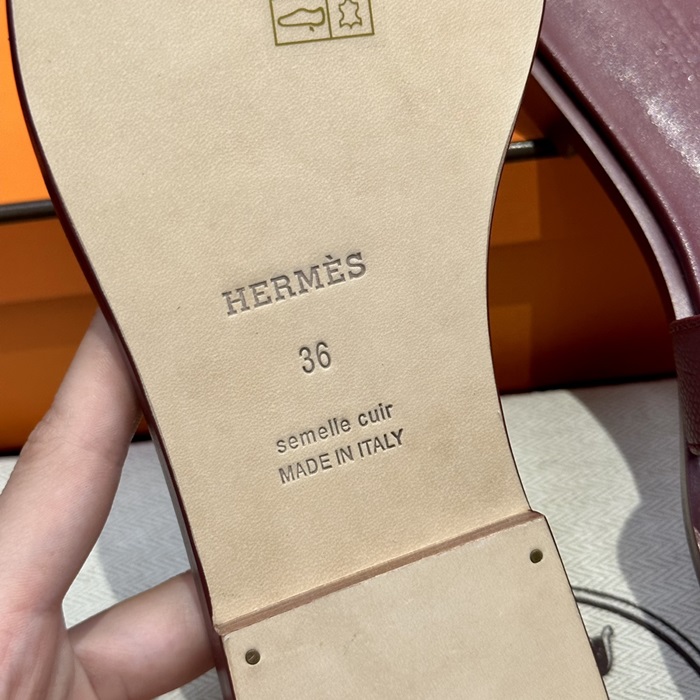 HERMÈS
36
semelle cuir
MADE IN ITALY